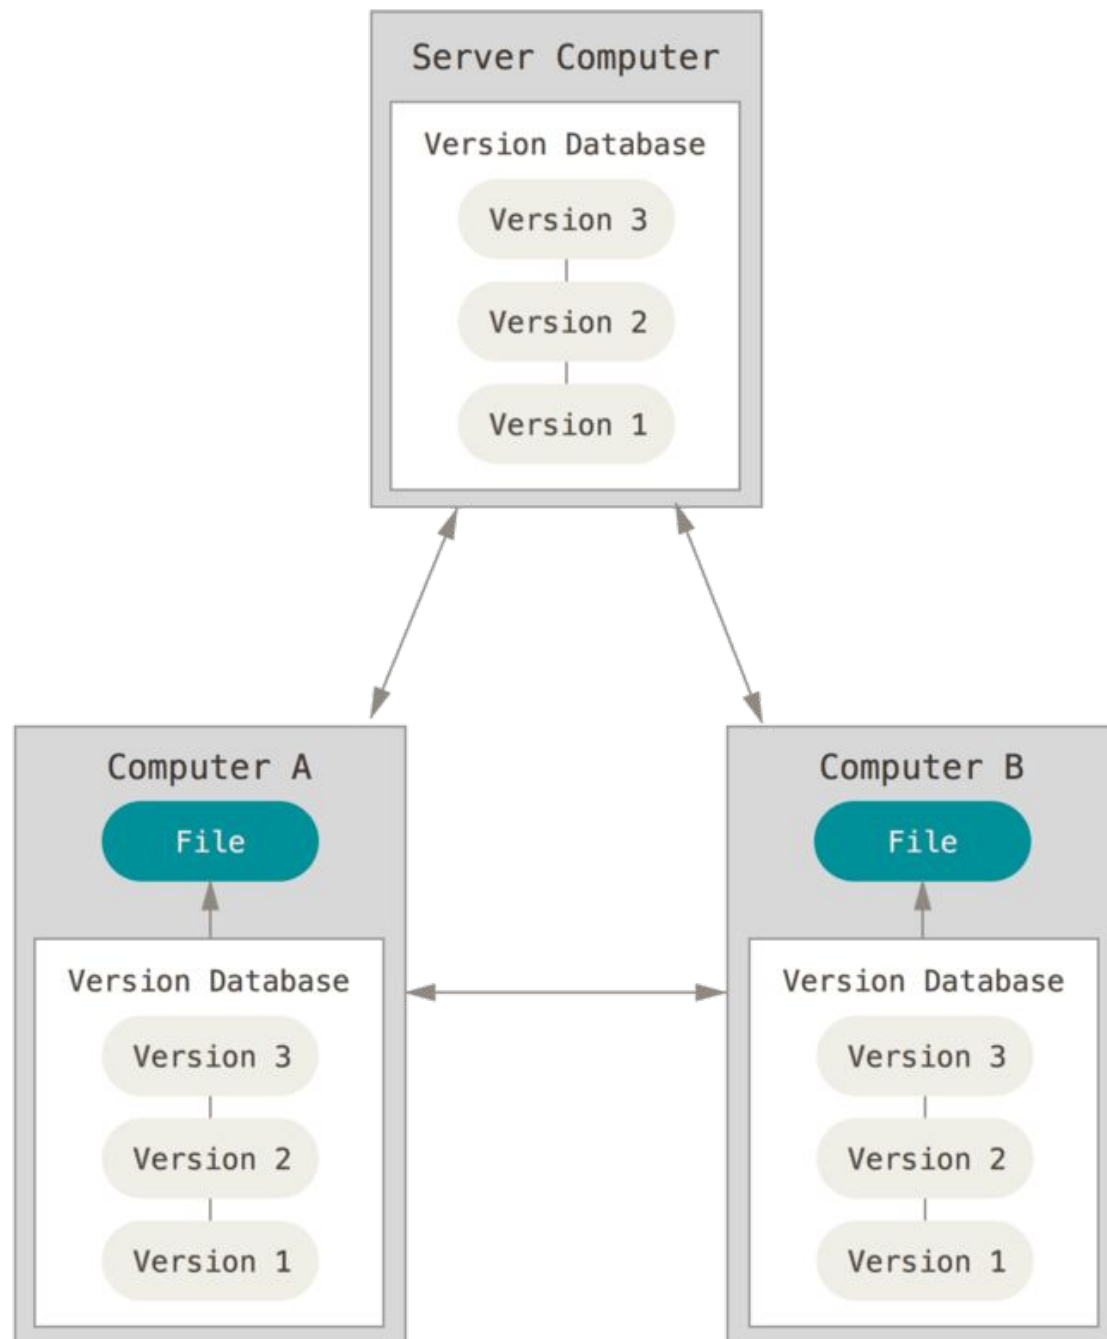 Server Computer
Version Database
Version 3
Version 2
Version 1
Computer A
File
Version Database
Version 3
Version 2
Version 1
Computer B
File
Version Database
Version 3
Version 2
Version 1